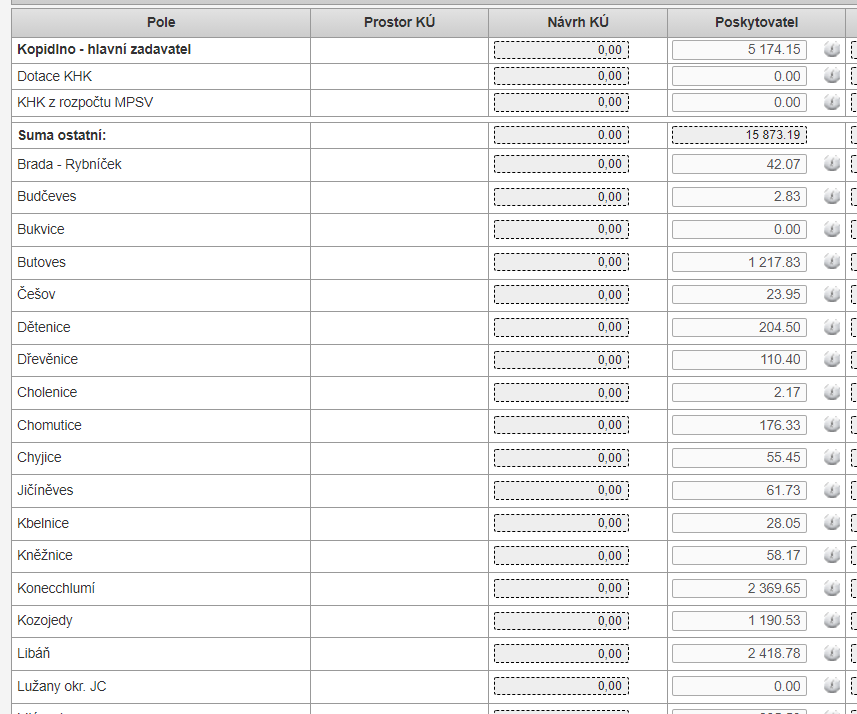 Pole Prostor KÚ Návrh KÚ Poskytovatel
Kopidlno - hlavní zadavatel 0,00 5 174.15
Dotace KHK 0,00 0.00
KHK z rozpočtu MPSV 0,00 0.00
Suma ostatní: 0.00 15 873.19
Brada - Rybníček 0,00 42.07
Budčeves 0,00 2.83
Bukvice 0,00 0.00
Butoves 0,00 1 217.83
Češov 0,00 23.95
Dětenice 0,00 204.50
Dřevěnice 0,00 110.40
Cholenice 0,00 2.17
Chomutice 0,00 176.33
Chyjice 0,00 55.45
Jičíněves 0,00 61.73
Kbelnice 0,00 28.05
Kněžnice 0,00 58.17
Konecchlumí 0,00 2 369.65
Kozojedy 0,00 1 190.53
Libáň 0,00 2 418.78
Lužany okr. JC 0,00 0.00